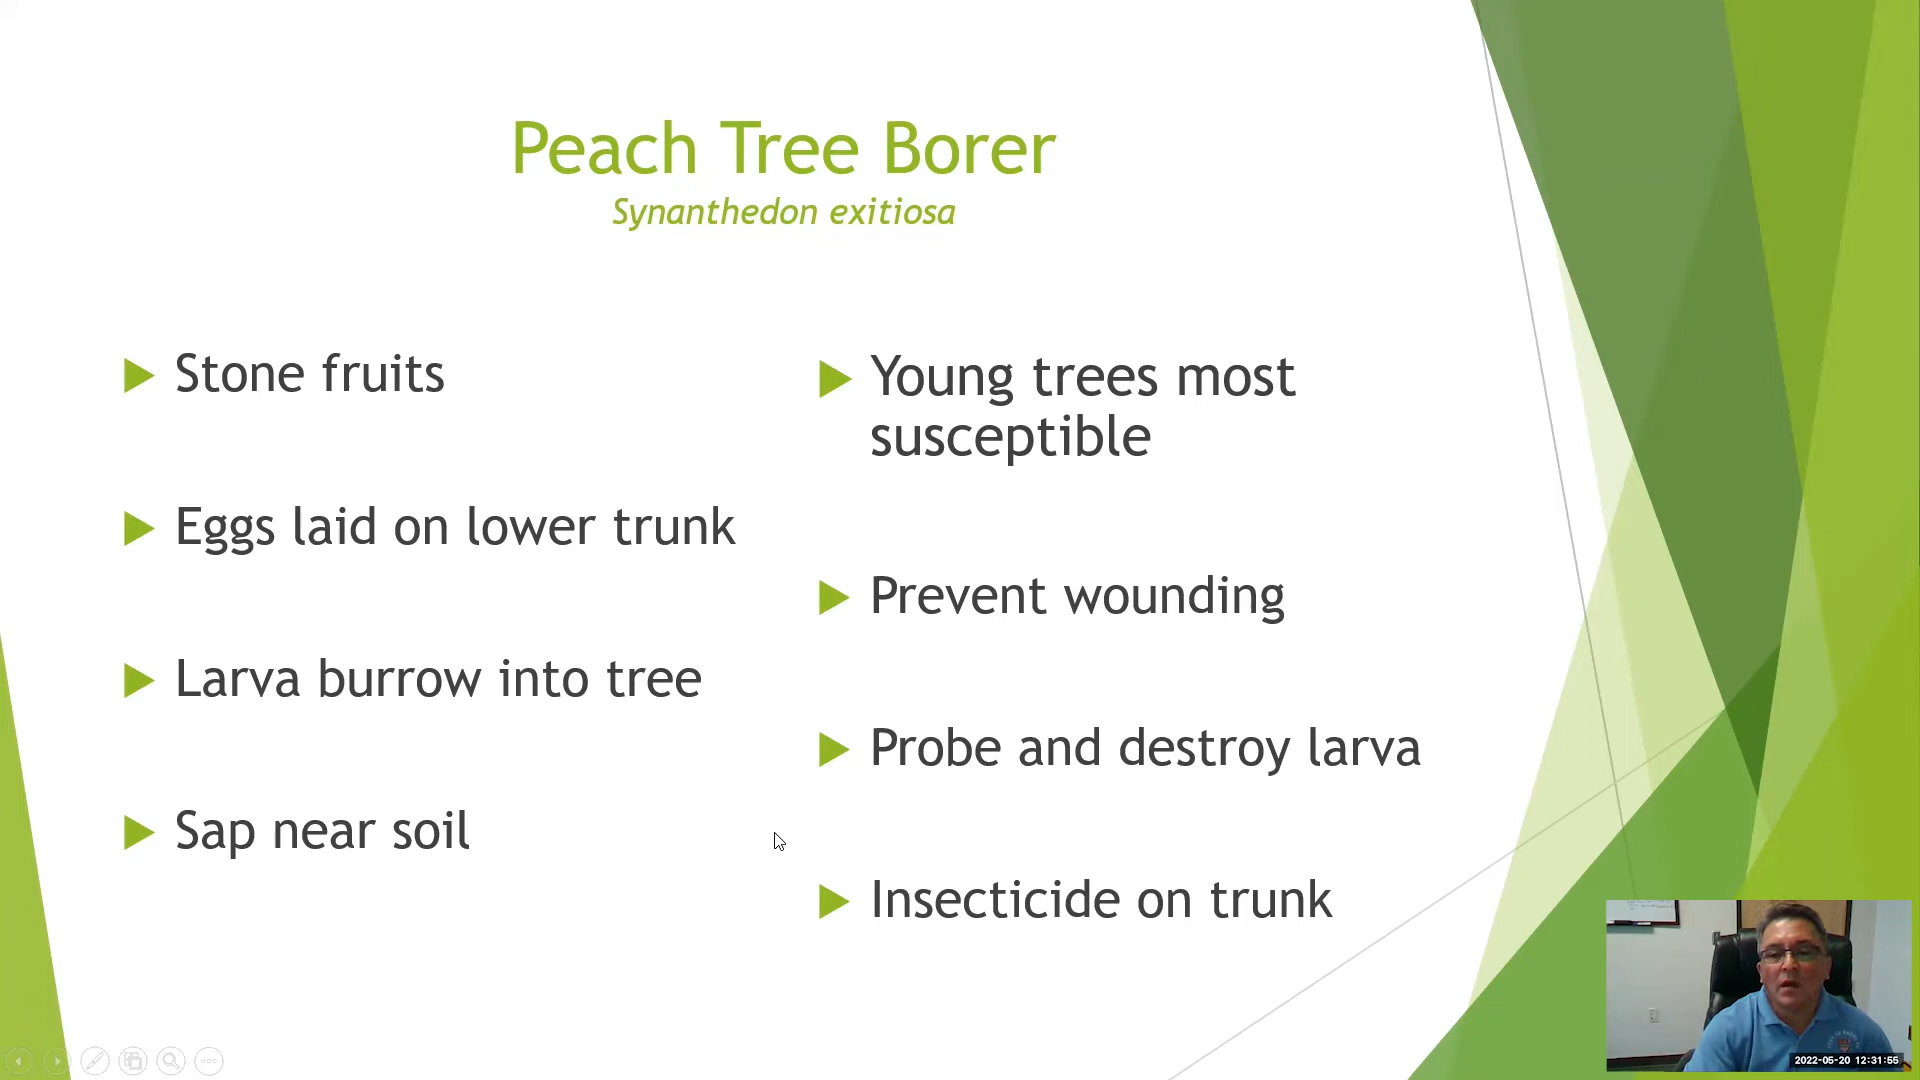 Peach Tree Borer
Synanthedon exitiosa
Stone fruits
Eggs laid on lower trunk
Larva burrow into tree
Sap near soil
Young trees most
susceptible
Prevent wounding
Probe and destroy larva
Insecticide on trunk
2022-05-20 12:31:55